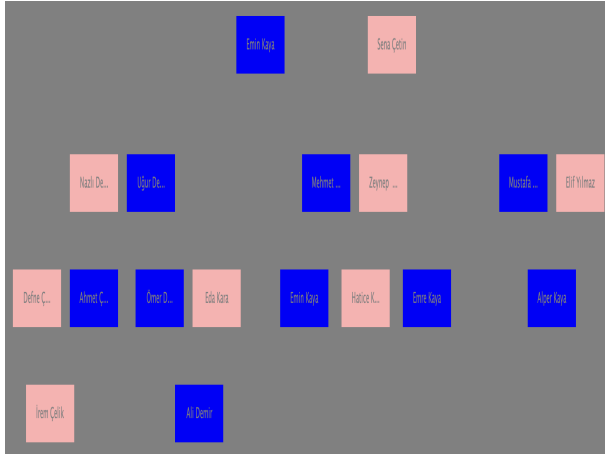 Emin Kaya
Sena Çetin
Nazlı De...
Uğur De...
Mehmet ...
Zeynep ...
Mustafa ...
Elif Yılmaz
Defne Ç...
Ahmet Ç...
Ömer D...
Eda Kara
Emin Kaya
Hatice K...
Emre Kaya
Alper Kaya
İrem Çelik
Ali Demir